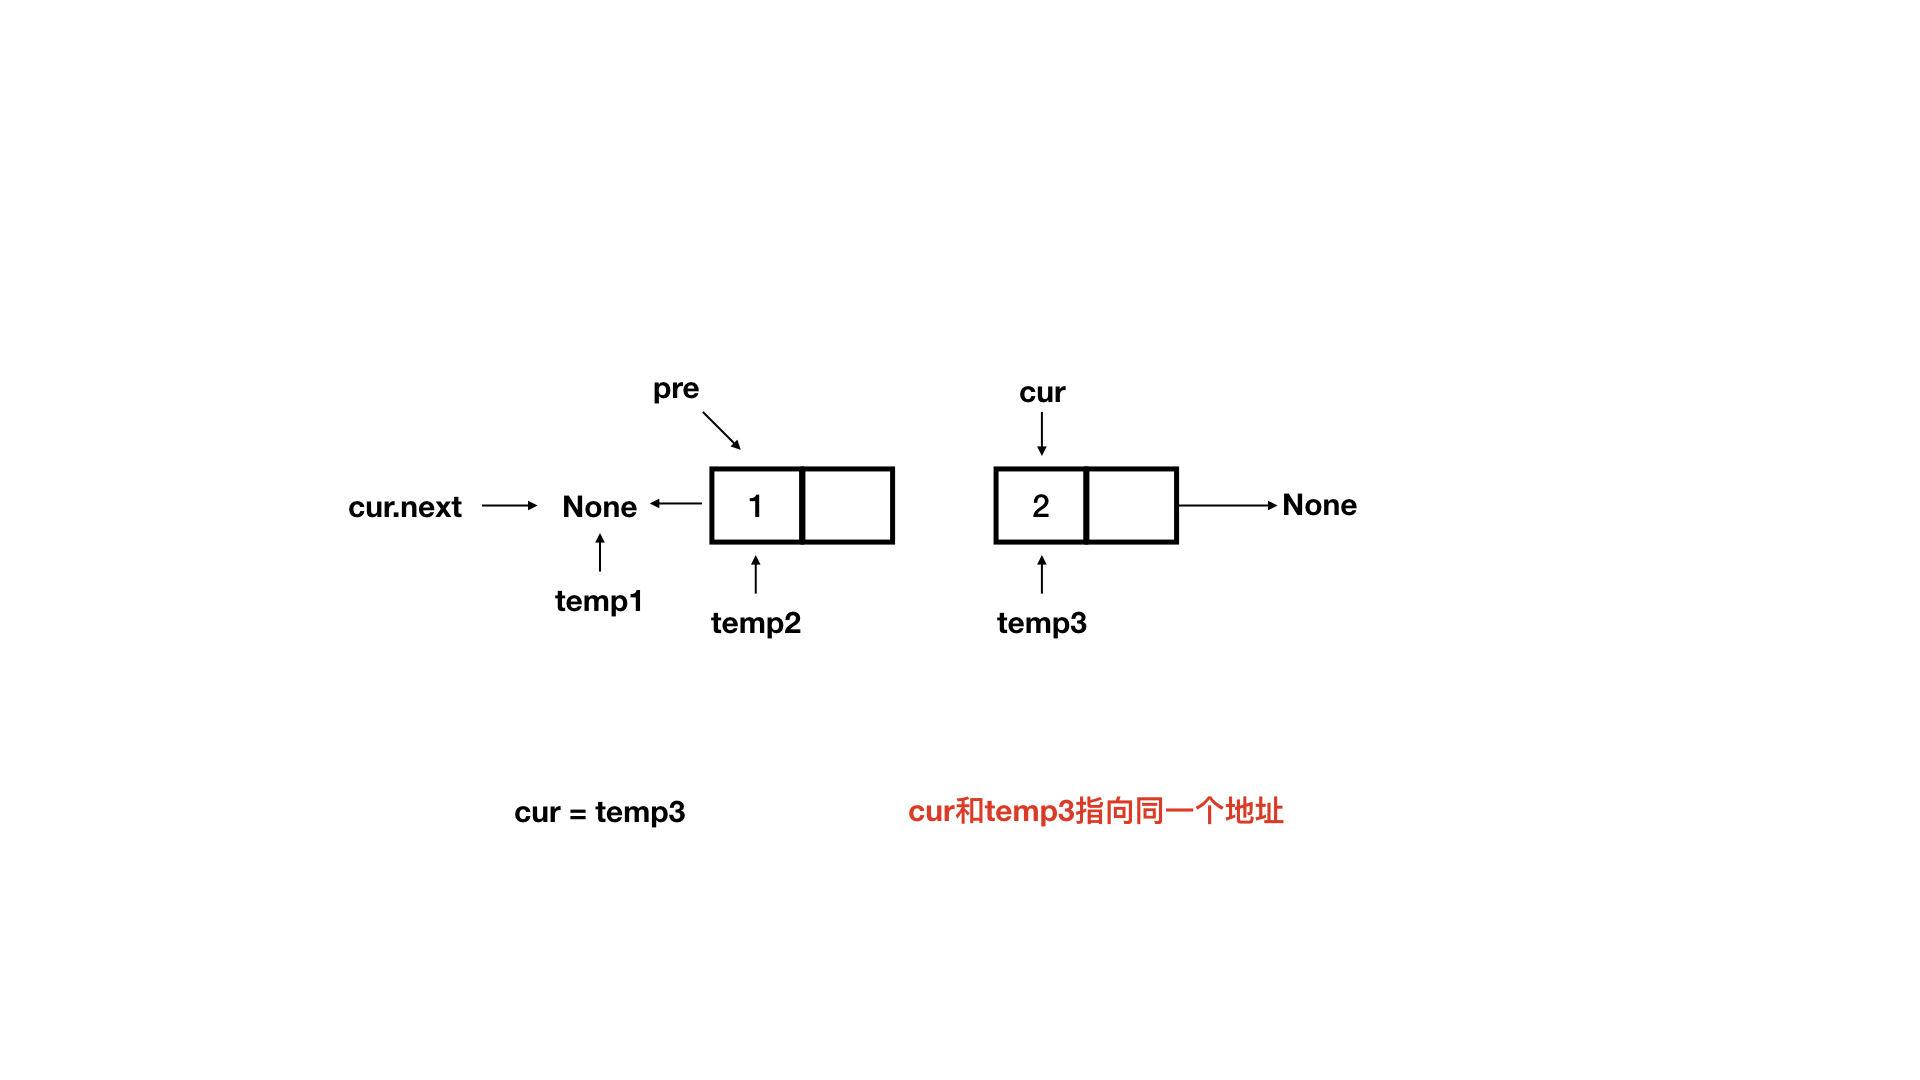 pre
cur
cur.next
None
1
2
None
temp1
temp2
temp3
cur = temp3
cur和temp3指向同一个地址